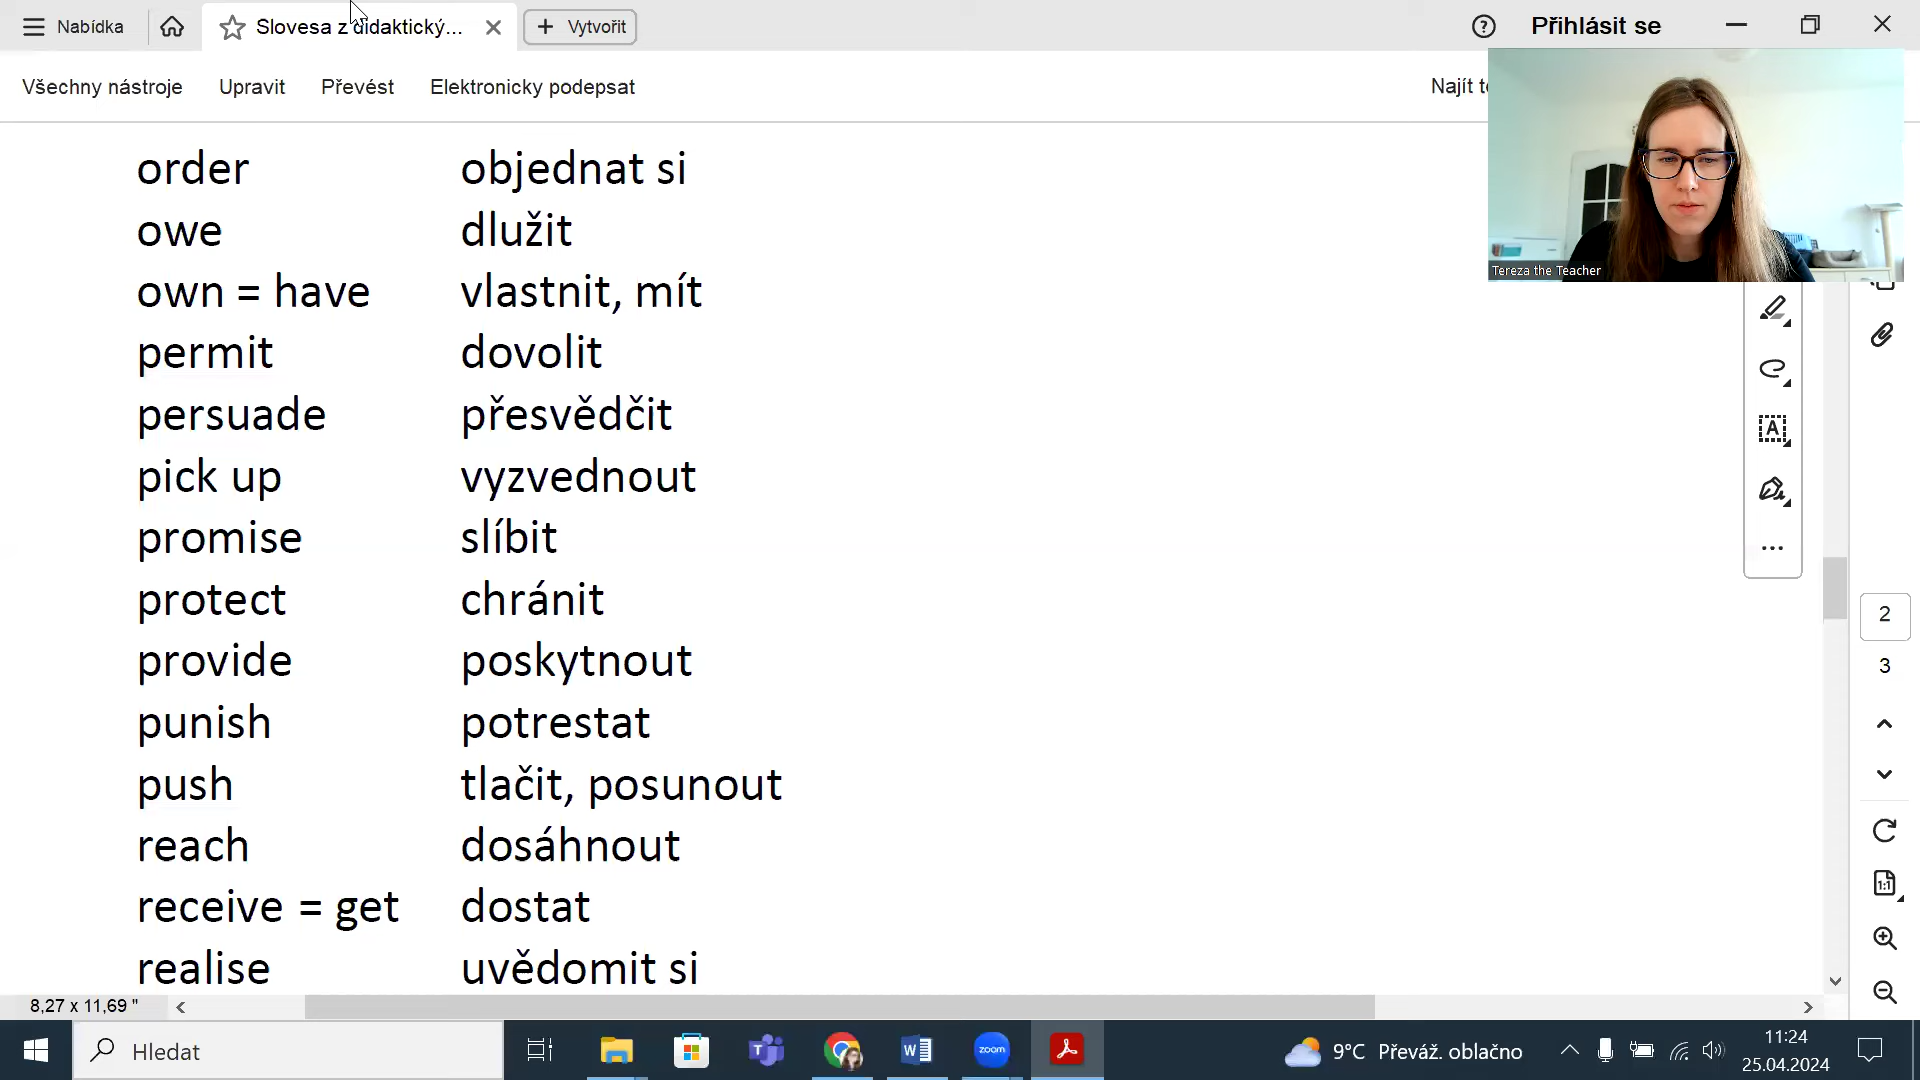 Nabídka
Slovesa z didaktický...
Vytvořit
Přihlásit se
Všechny nástroje
Upravit
Převést
Elektronicky podepsat
Najít t
order objednat si
owe dlužit
own = have vlastnit, mít
permit dovolit
persuade přesvědčit
pick up vyzvednout
promise slíbit
protect chránit
provide poskytnout
punish potrestat
push tlačit, posunout
reach dosáhnout
receive = get dostat
realise uvědomit si
Tereza the Teacher
2
3
8,27 x 11,69 "
Hledat
zoom
9°C Převáž. oblačno
11:24
25.04.2024